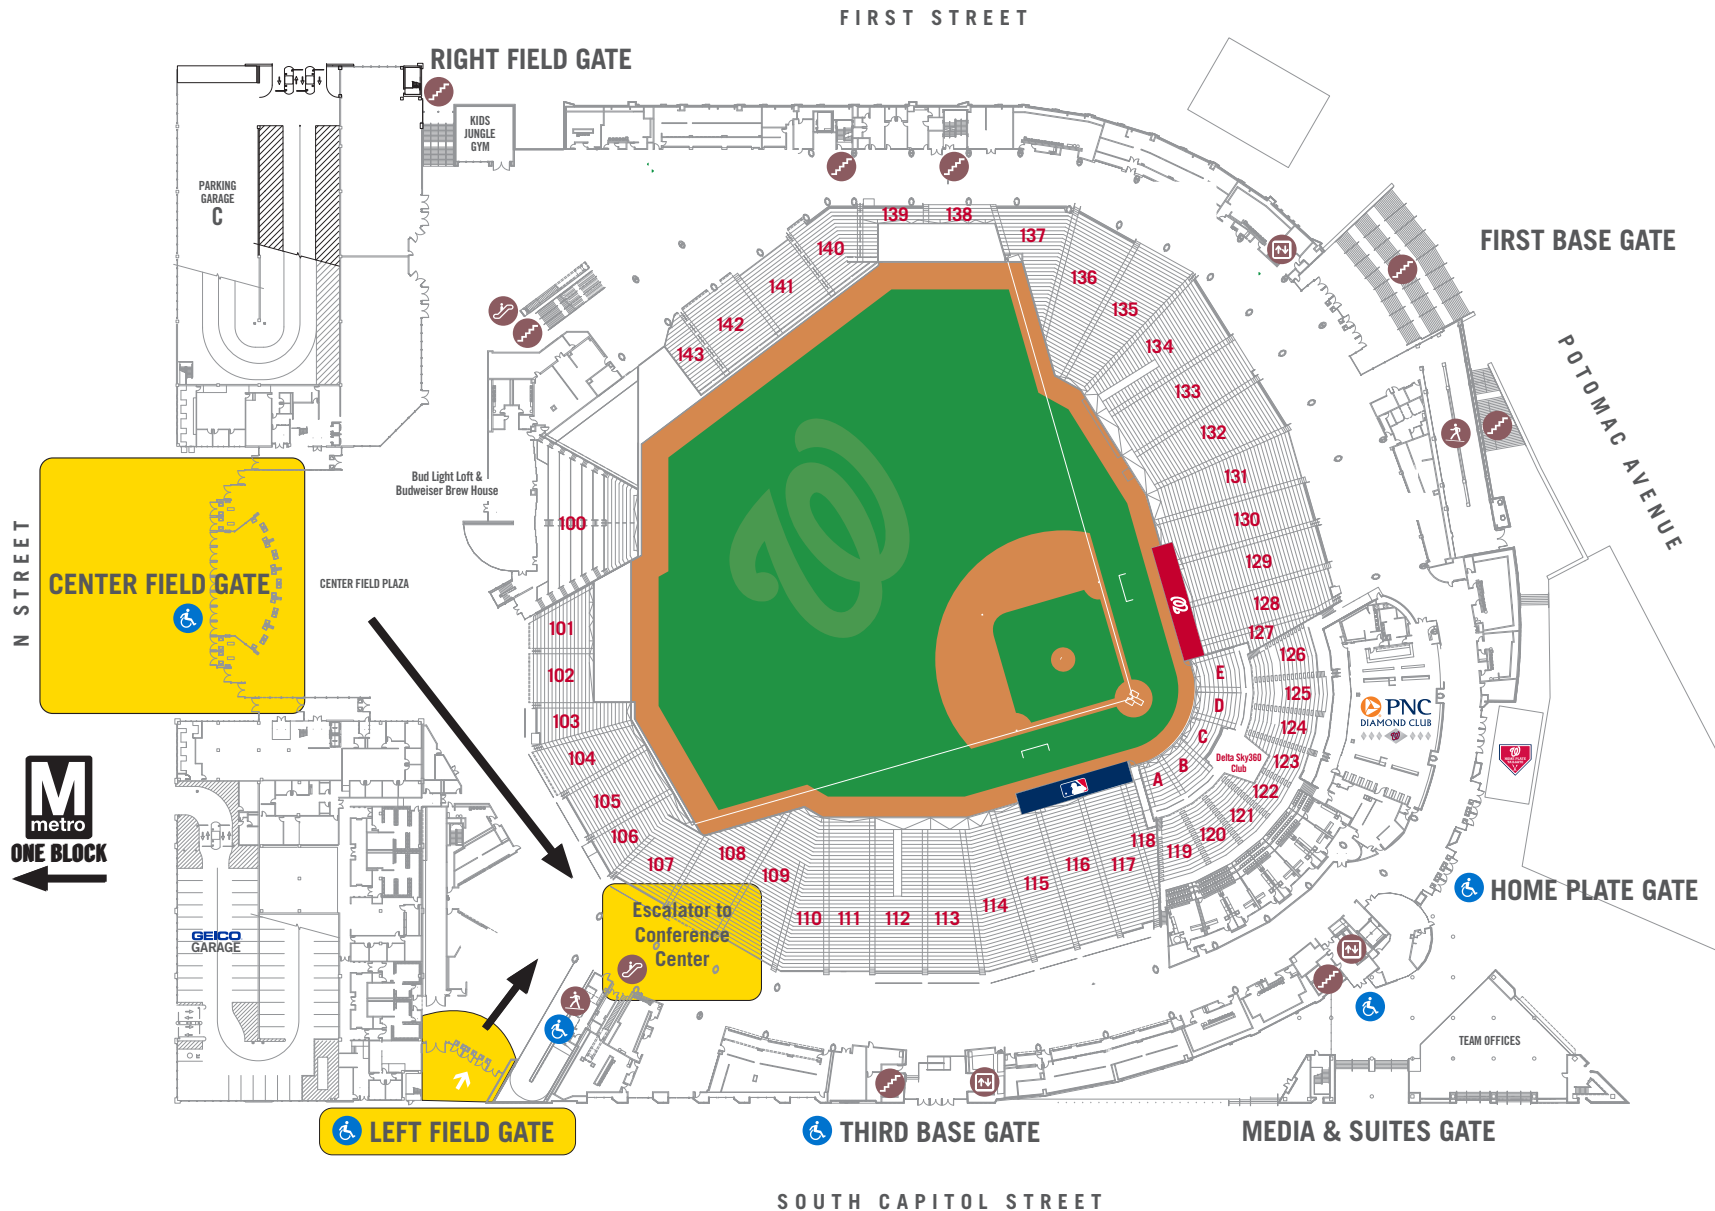 FIRST STREET
RIGHT FIELD GATE
KIDS
JUNGLE
GYM
PARKING
GARAGE
C
FIRST BASE GATE
POTOMAC AVENUE
139
138
137
140
136
141
135
142
134
143
133
132
131
130
129
128
127
126
125
124
123
122
121
120
119
118
117
116
115
114
113
112
111
110
109
108
107
106
105
104
103
102
101
100
E
D
C
B
A
Delta Sky360
Club
Bud Light Loft &
Budweiser Brew House
N STREET
CENTER FIELD GATE
CENTER FIELD PLAZA
PNC
DIAMOND CLUB
M
metro
ONE BLOCK
GEICO
GARAGE
Escalator to
Conference
Center
HOME PLATE GATE
TEAM OFFICES
LEFT FIELD GATE
THIRD BASE GATE
MEDIA & SUITES GATE
SOUTH CAPITOL STREET